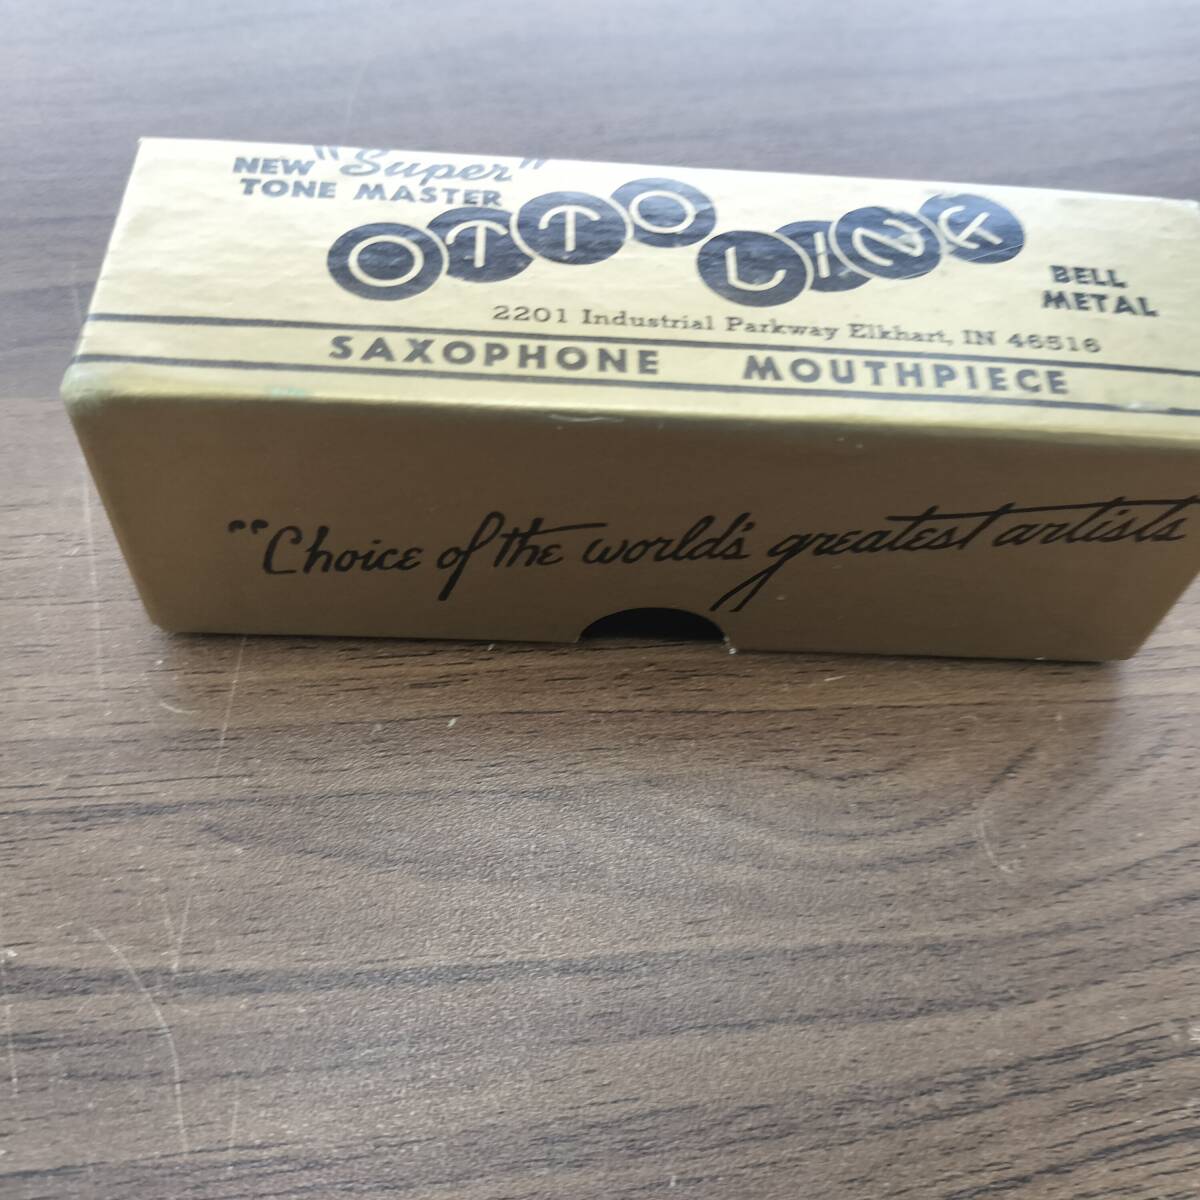 NEW "Super"
TONE MASTER
OTTO LINK
BELL
METAL
2201 Industrial Parkway Elkhart, IN 46516
SAXOPHONE MOUTHPIECE
"Choice of the world's greatest artists